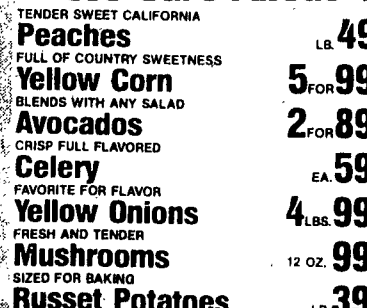 TENDER SWEET CALIFORNIA
Peaches LB. 49
FULL OF COUNTRY SWEETNESS
Yellow Corn 5 FOR 99
BLENDS WITH ANY SALAD
Avocados 2 FOR 89
CRISP FULL FLAVORED
Celery EA. 59
FAVORITE FOR FLAVOR
Yellow Onions 4 LBS. 99
FRESH AND TENDER
Mushrooms 12 OZ. 99
SIZED FOR BAKING
Russet Potatoes LB. 39